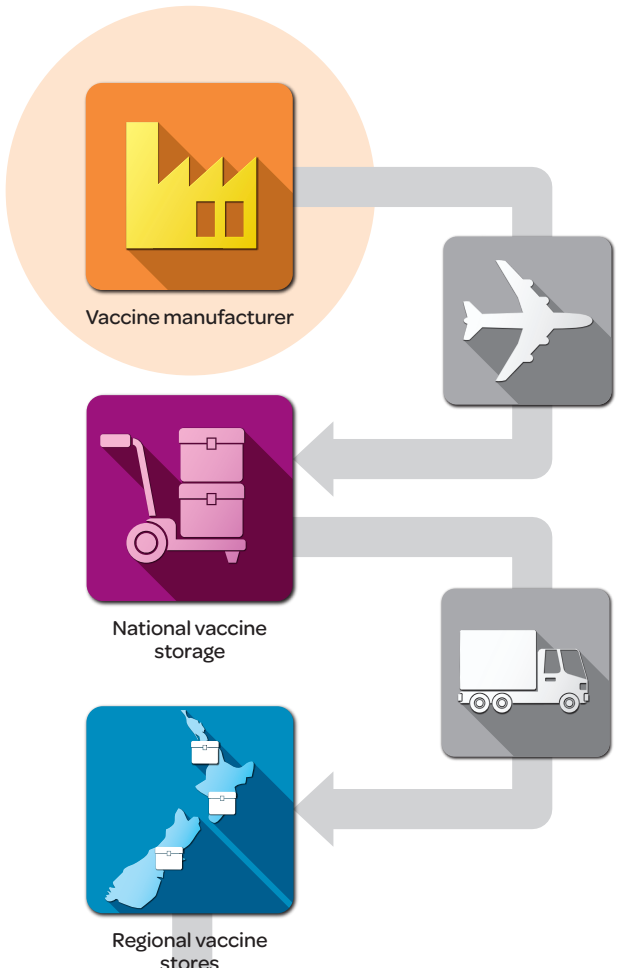 Vaccine manufacturer
National vaccine
storage
Regional vaccine
stores